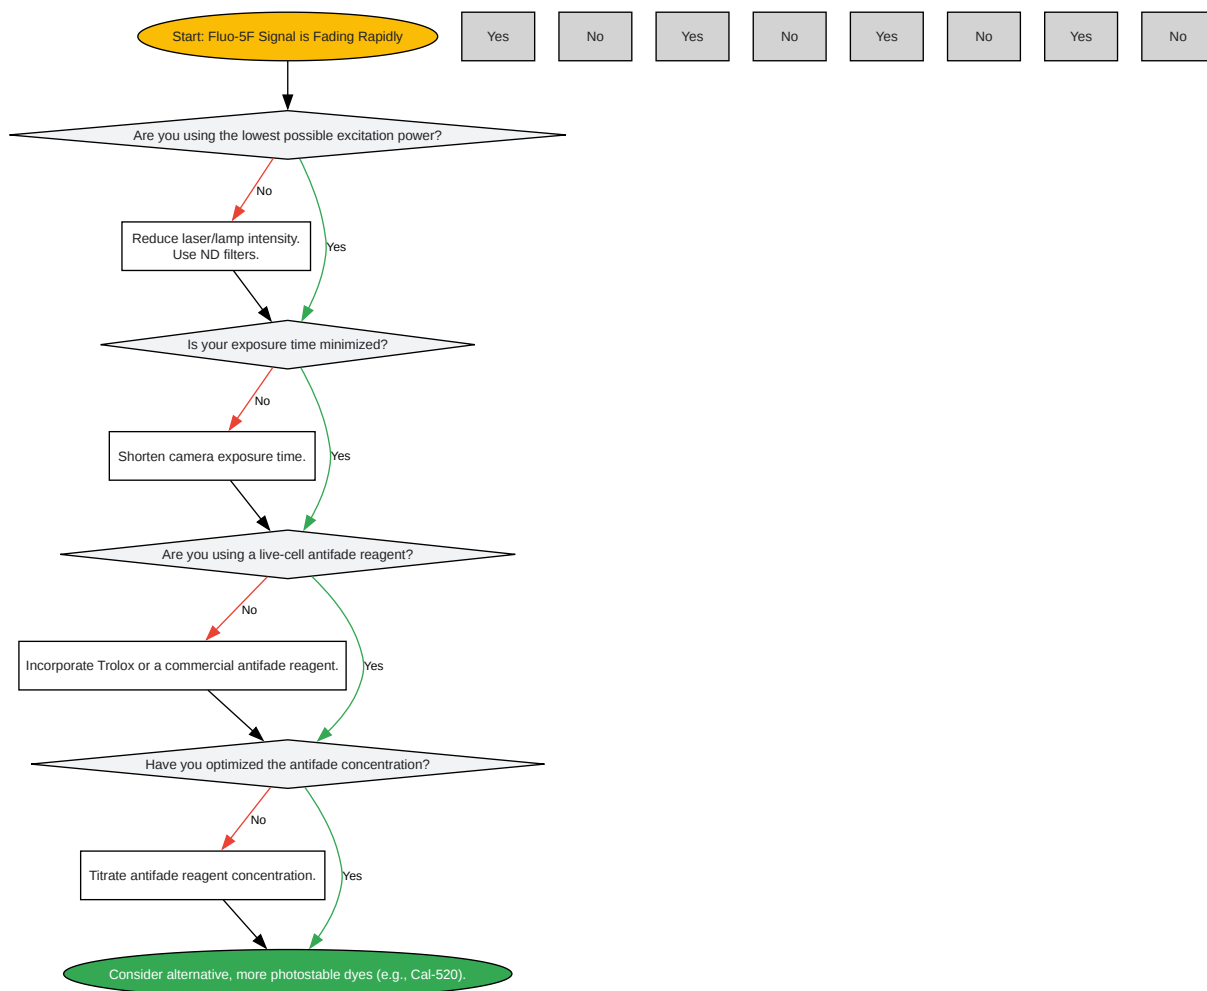 Start: Fluo-5F Signal is Fading Rapidly
Yes
No
Yes
No
Yes
No
Yes
No
Are you using the lowest possible excitation power?
No
Reduce laser/lamp intensity.
Use ND filters.
Yes
Is your exposure time minimized?
No
Shorten camera exposure time.
Yes
Are you using a live-cell antifade reagent?
No
Incorporate Trolox or a commercial antifade reagent.
Yes
Have you optimized the antifade concentration?
No
Titrate antifade reagent concentration.
Yes
Consider alternative, more photostable dyes (e.g., Cal-520).